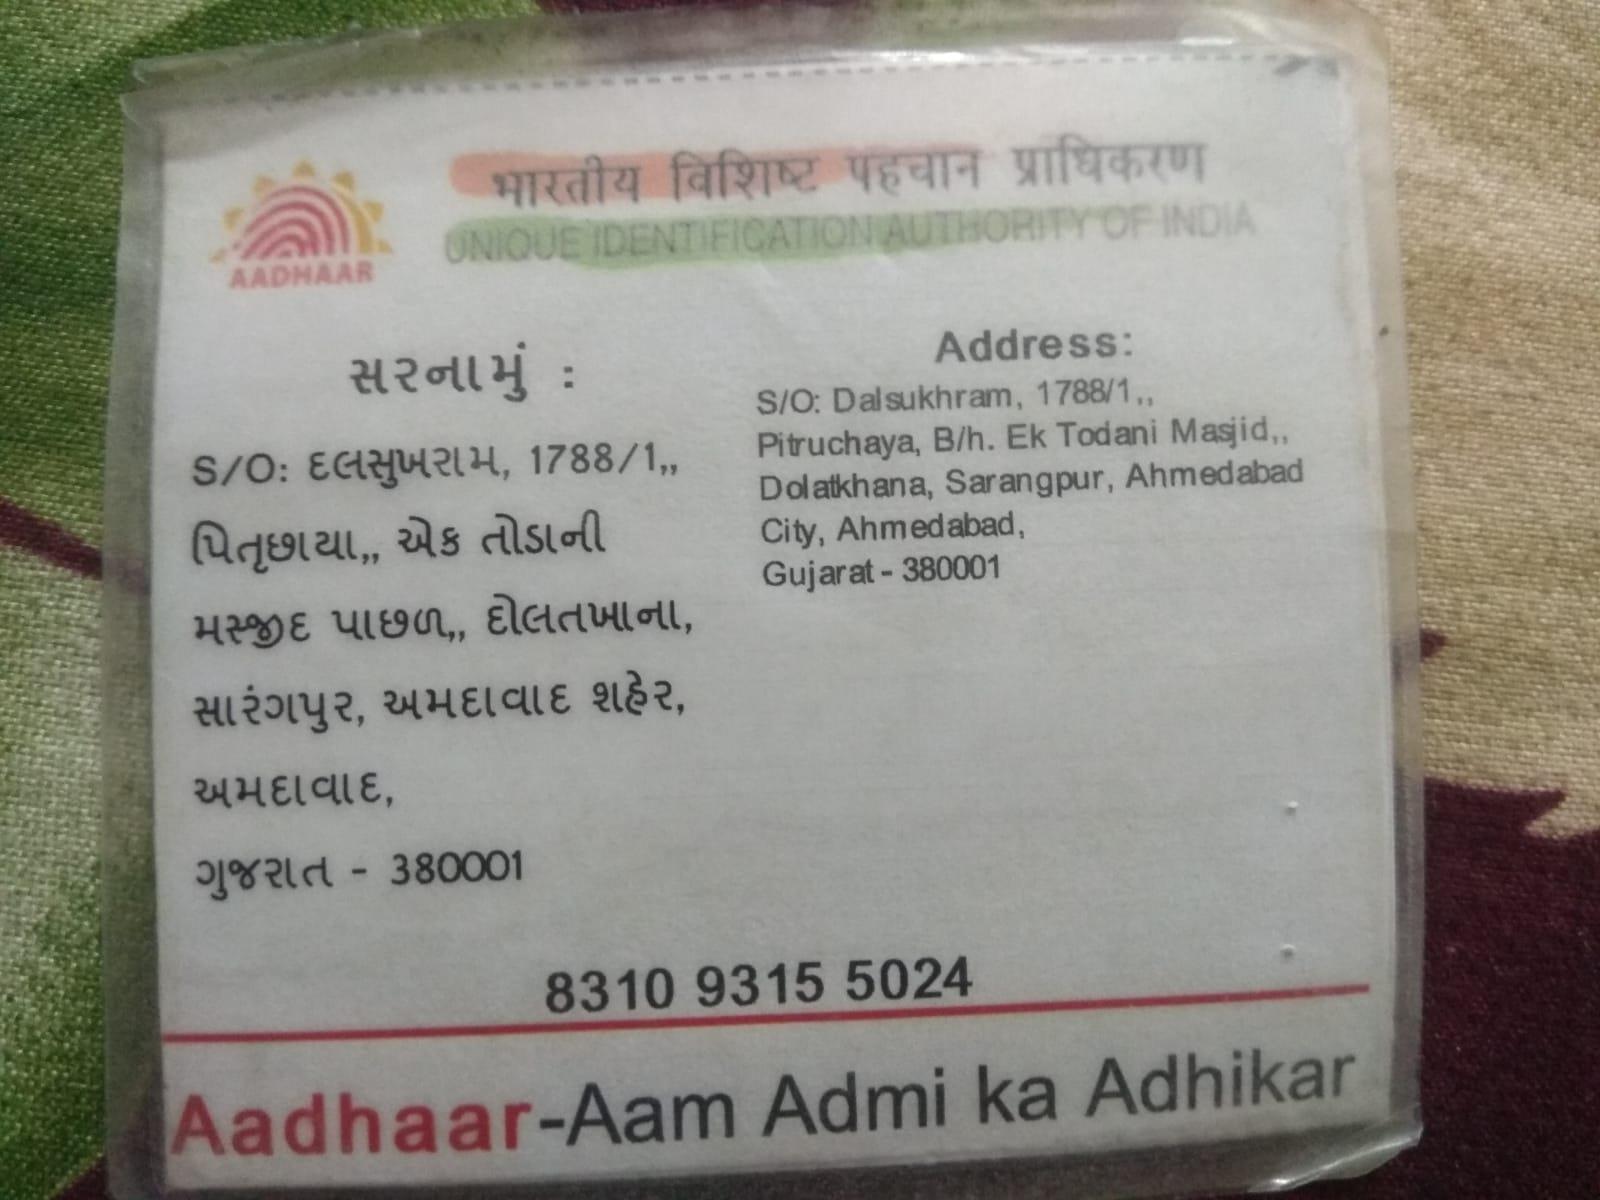 भारतीय विशिष्ट पहचान प्राधिकरण
UNIQUE IDENTIFICATION AUTHORITY OF INDIA
AADHAAR
સરનામું :
S/O: દલસુખરામ, 1788/1,,
પિતૃછાયા,, એક તોડાની
મસ્જીદ પાછળ,, દોલતખાના,
સારંગપુર, અમદાવાદ શહેર,
અમદાવાદ,
ગુજરાત - 380001
Address:
S/O: Dalsukhram, 1788/1,,
Pitruchaya, B/h. Ek Todani Masjid,,
Dolatkhana, Sarangpur, Ahmedabad
City, Ahmedabad,
Gujarat - 380001
8310 9315 5024
Aadhaar-Aam Admi ka Adhikar